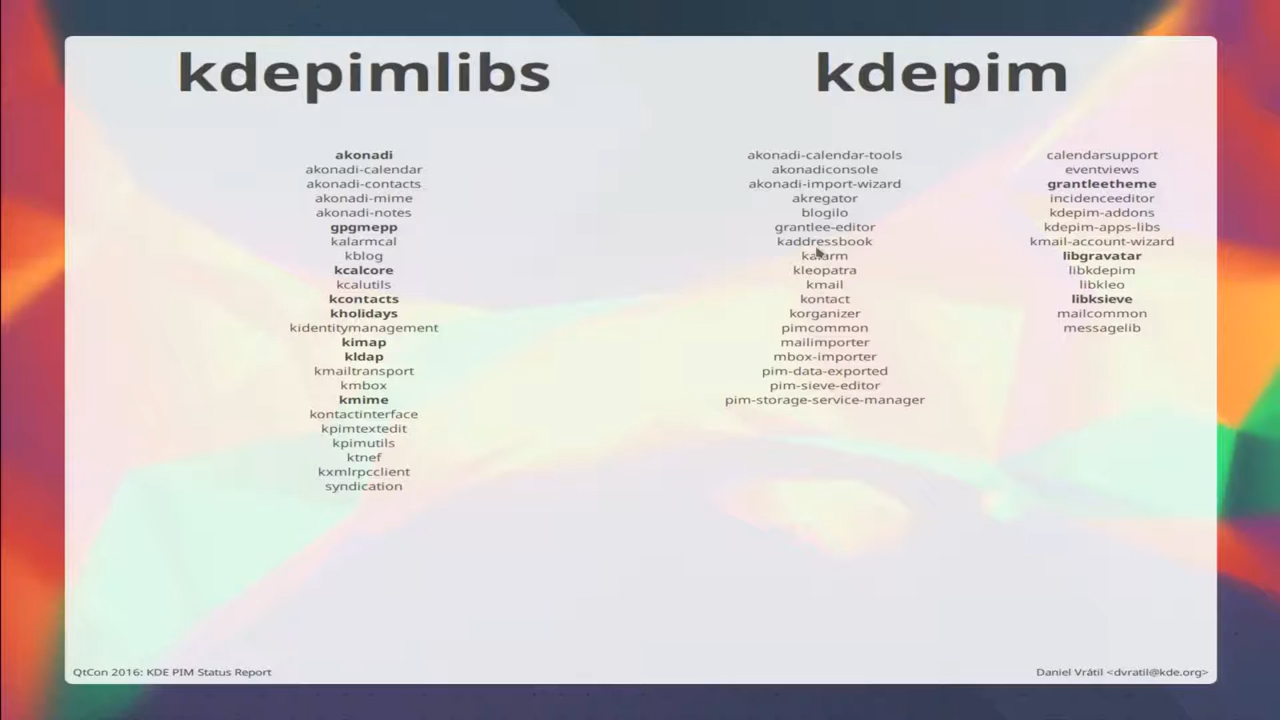 kdepimlibs
akonadi
akonadi-calendar
akonadi-contacts
akonadi-mime
akonadi-notes
gpgmepp
kalarmcal
kblog
kcalcore
kcalutils
kcontacts
kholidays
kidentitymanagement
kimap
kldap
kmailtransport
kmbox
kmime
kontactinterface
kpimtextedit
kpimutils
ktnef
kxmlrpcclient
syndication
kdepim
akonadi-calendar-tools
akonadiconsole
akonadi-import-wizard
akregator
blogilo
grantlee-editor
kaddressbook
kalarm
kleopatra
kmail
kontact
korganizer
pimcommon
mailimporter
mbox-importer
pim-data-exported
pim-sieve-editor
pim-storage-service-manager
calendarsupport
eventviews
grantleetheme
incidenceeditor
kdepim-addons
kdepim-apps-libs
kmail-account-wizard
libgravatar
libkdepim
libkleo
libksieve
mailcommon
messagelib
QtCon 2016: KDE PIM Status Report
Daniel Vrátil <dvratil@kde.org>